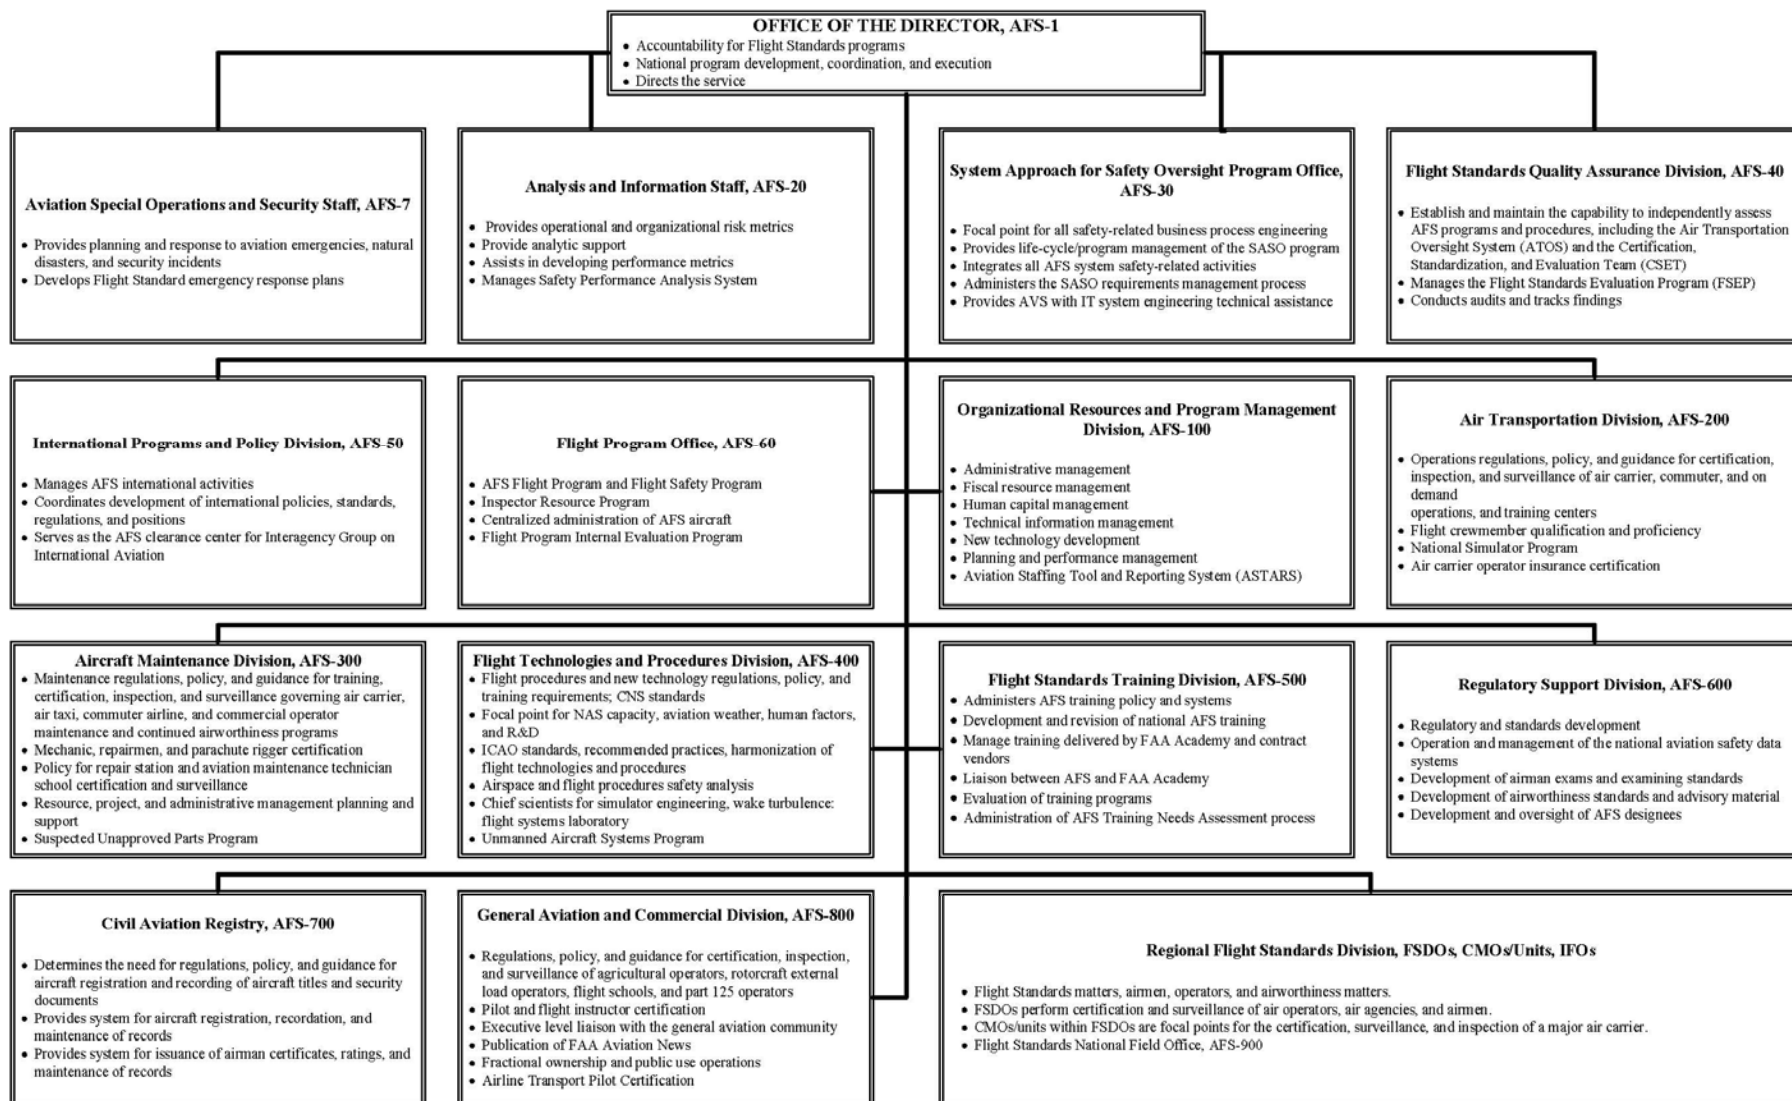 OFFICE OF THE DIRECTOR, AFS-1
• Accountability for Flight Standards programs
• National program development, coordination, and execution
• Directs the service
Aviation Special Operations and Security Staff, AFS-7
• Provides planning and response to aviation emergencies, natural
disasters, and security incidents
• Develops Flight Standard emergency response plans
Analysis and Information Staff, AFS-20
• Provides operational and organizational risk metrics
• Provide analytic support
• Assists in developing performance metrics
• Manages Safety Performance Analysis System
System Approach for Safety Oversight Program Office,
AFS-30
• Focal point for all safety-related business process engineering
• Provides life-cycle/program management of the SASO program
• Integrates all AFS system safety-related activities
• Administers the SASO requirements management process
• Provides AVS with IT system engineering technical assistance
Flight Standards Quality Assurance Division, AFS-40
• Establish and maintain the capability to independently assess
AFS programs and procedures, including the Air Transportation
Oversight System (ATOS) and the Certification,
Standardization, and Evaluation Team (CSET)
• Manages the Flight Standards Evaluation Program (FSEP)
• Conducts audits and tracks findings
International Programs and Policy Division, AFS-50
• Manages AFS international activities
• Coordinates development of international policies, standards,
regulations, and positions
• Serves as the AFS clearance center for Interagency Group on
International Aviation
Flight Program Office, AFS-60
• AFS Flight Program and Flight Safety Program
• Inspector Resource Program
• Centralized administration of AFS aircraft
• Flight Program Internal Evaluation Program
Organizational Resources and Program Management
Division, AFS-100
• Administrative management
• Fiscal resource management
• Human capital management
• Technical information management
• New technology development
• Planning and performance management
• Aviation Staffing Tool and Reporting System (ASTARS)
Air Transportation Division, AFS-200
• Operations regulations, policy, and guidance for certification,
inspection, and surveillance of air carrier, commuter, and on
demand
operations, and training centers
• Flight crewmember qualification and proficiency
• National Simulator Program
• Air carrier operator insurance certification
Aircraft Maintenance Division, AFS-300
• Maintenance regulations, policy, and guidance for training,
certification, inspection, and surveillance governing air carrier,
air taxi, commuter airline, and commercial operator
maintenance and continued airworthiness programs
• Mechanic, repairmen, and parachute rigger certification
• Policy for repair station and aviation maintenance technician
school certification and surveillance
• Resource, project, and administrative management planning and
support
• Suspected Unapproved Parts Program
Flight Technologies and Procedures Division, AFS-400
• Flight procedures and new technology regulations, policy, and
training requirements; CNS standards
• Focal point for NAS capacity, aviation weather, human factors,
and R&D
• ICAO standards, recommended practices, harmonization of
flight technologies and procedures
• Airspace and flight procedures safety analysis
• Chief scientists for simulator engineering, wake turbulence:
flight systems laboratory
• Unmanned Aircraft Systems Program
Flight Standards Training Division, AFS-500
• Administers AFS training policy and systems
• Development and revision of national AFS training
• Manage training delivered by FAA Academy and contract
vendors
• Liaison between AFS and FAA Academy
• Evaluation of training programs
• Administration of AFS Training Needs Assessment process
Regulatory Support Division, AFS-600
• Regulatory and standards development
• Operation and management of the national aviation safety data
systems
• Development of airman exams and examining standards
• Development of airworthiness standards and advisory material
• Development and oversight of AFS designees
Civil Aviation Registry, AFS-700
• Determines the need for regulations, policy, and guidance for
aircraft registration and recording of aircraft titles and security
documents
• Provides system for aircraft registration, recordation, and
maintenance of records
• Provides system for issuance of airman certificates, ratings, and
maintenance of records
General Aviation and Commercial Division, AFS-800
• Regulations, policy, and guidance for certification, inspection,
and surveillance of agricultural operators, rotorcraft external
load operators, flight schools, and part 125 operators
• Pilot and flight instructor certification
• Executive level liaison with the general aviation community
• Publication of FAA Aviation News
• Fractional ownership and public use operations
• Airline Transport Pilot Certification
Regional Flight Standards Division, FSDOs, CMOs/Units, IFOs
• Flight Standards matters, airmen, operators, and airworthiness matters.
• FSDOs perform certification and surveillance of air operators, air agencies, and airmen.
• CMOs/units within FSDOs are focal points for the certification, surveillance, and inspection of a major air carrier.
• Flight Standards National Field Office, AFS-900